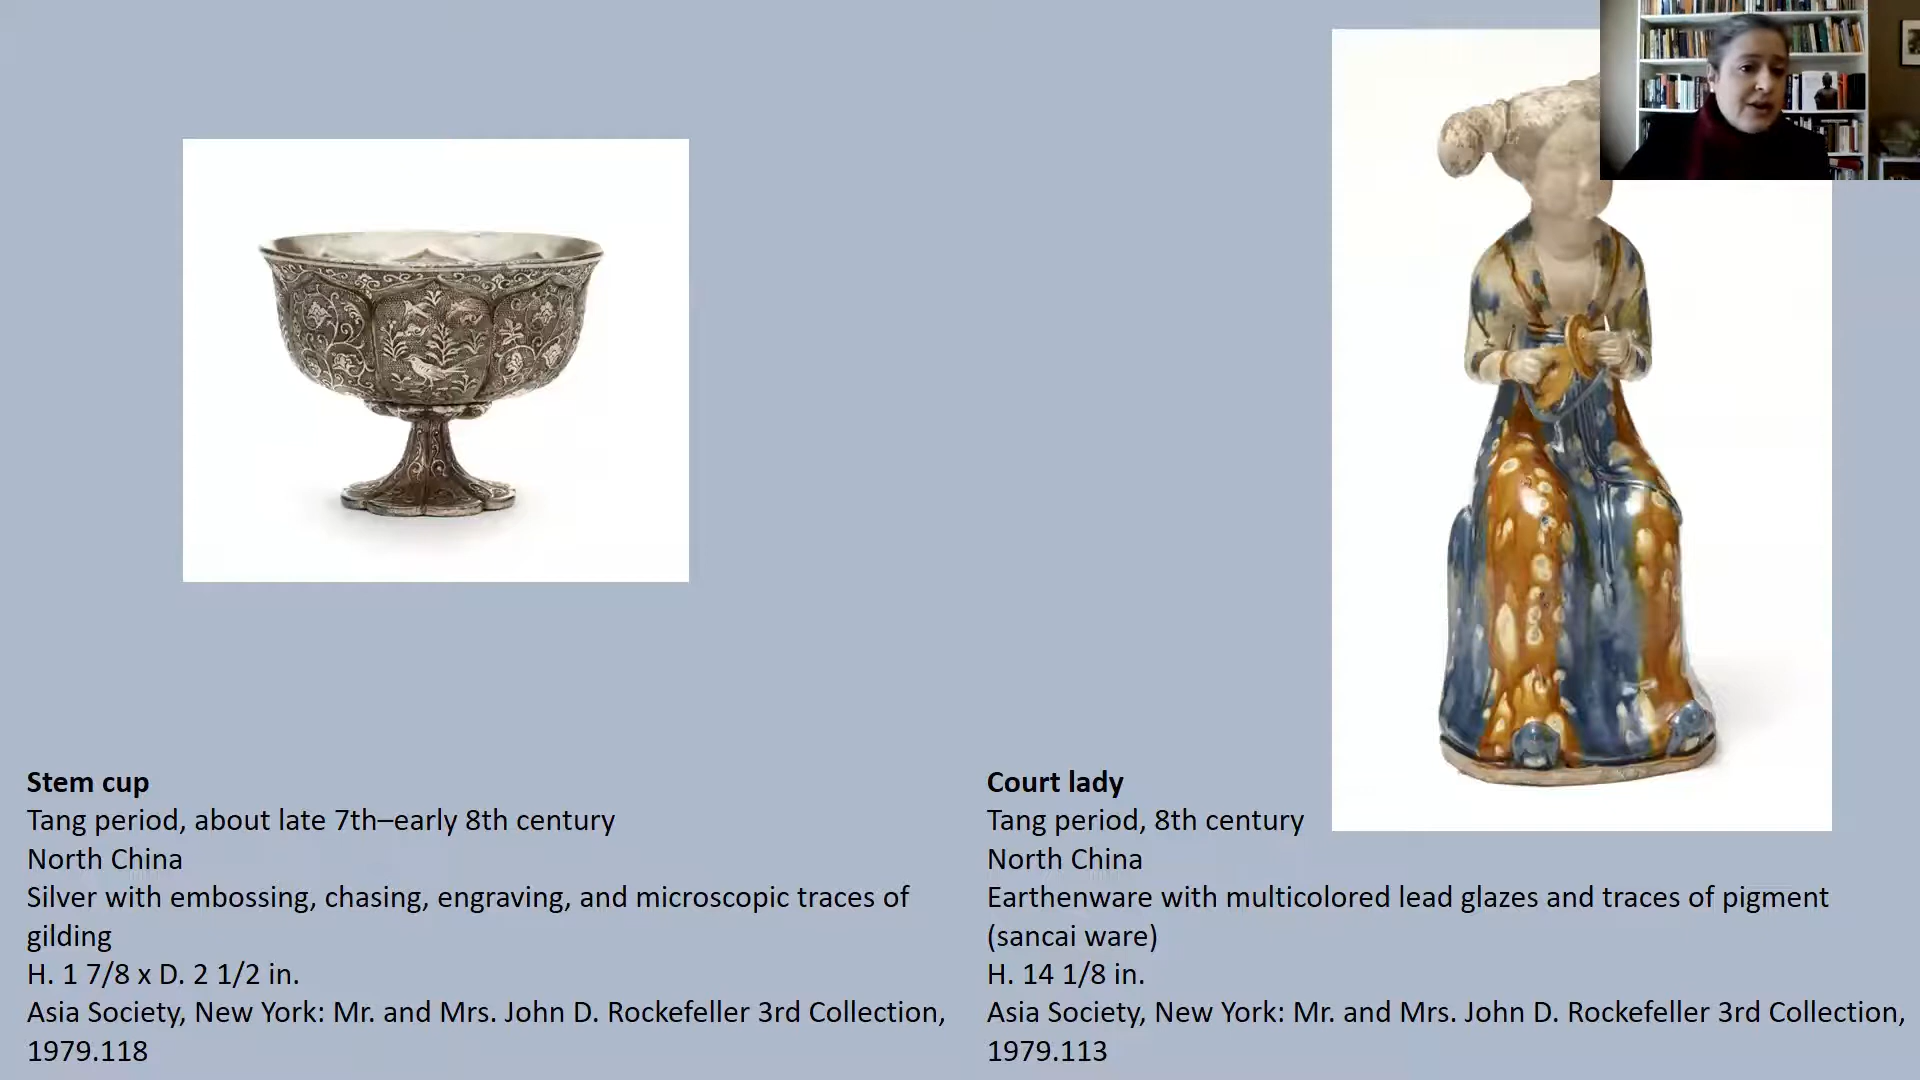 Stem cup
Tang period, about late 7th–early 8th century
North China
Silver with embossing, chasing, engraving, and microscopic traces of
gilding
H. 1 7/8 x D. 2 1/2 in.
Asia Society, New York: Mr. and Mrs. John D. Rockefeller 3rd Collection,
1979.118
Court lady
Tang period, 8th century
North China
Earthenware with multicolored lead glazes and traces of pigment
(sancai ware)
H. 14 1/8 in.
Asia Society, New York: Mr. and Mrs. John D. Rockefeller 3rd Collection,
1979.113